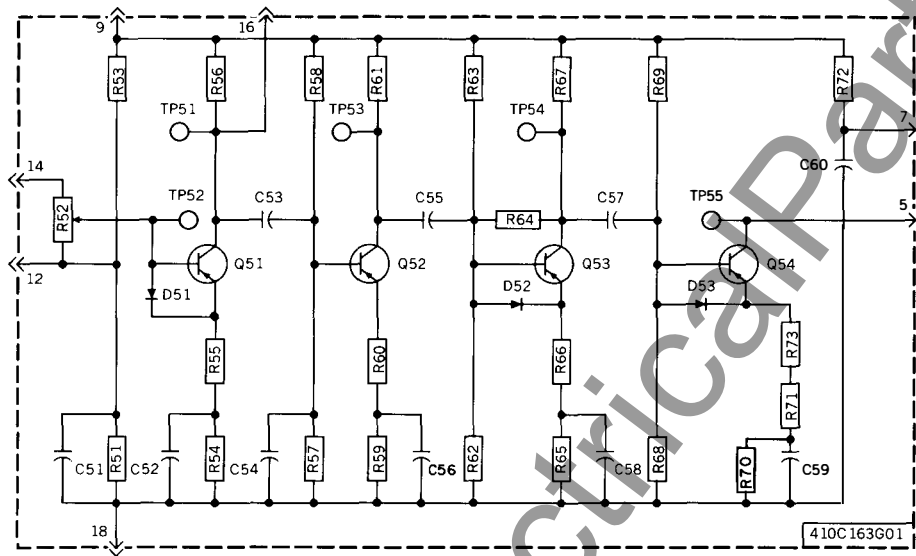 9
16
R53
R56
R58
R61
R63
R67
R69
R72
TP51
TP53
TP54
7
C60
14
R52
TP52
C53
C55
R64
C57
TP55
5
12
Q51
Q52
Q53
Q54
D51
D52
D53
R55
R60
R66
R73
R71
C51
R51
C52
R54
C54
R57
R59
C56
R62
R65
C58
R68
R70
C59
18
410C163G01
ctricalPar